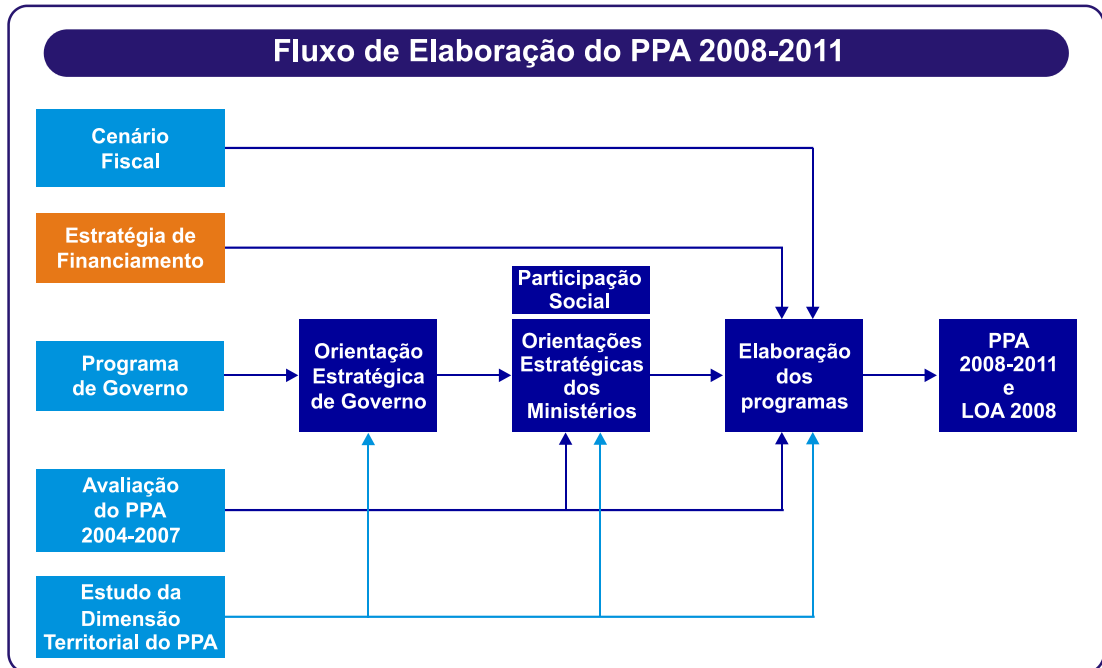 Fluxo de Elaboração do PPA 2008-2011
Cenário
Fiscal
Estratégia de
Financiamento
Programa
de Governo
Avaliação
do PPA
2004-2007
Estudo da
Dimensão
Territorial do PPA
Orientação
Estratégica
de Governo
Participação
Social
Orientações
Estratégicas
dos
Ministérios
Elaboração
dos
programas
PPA
2008-2011
e
LOA 2008